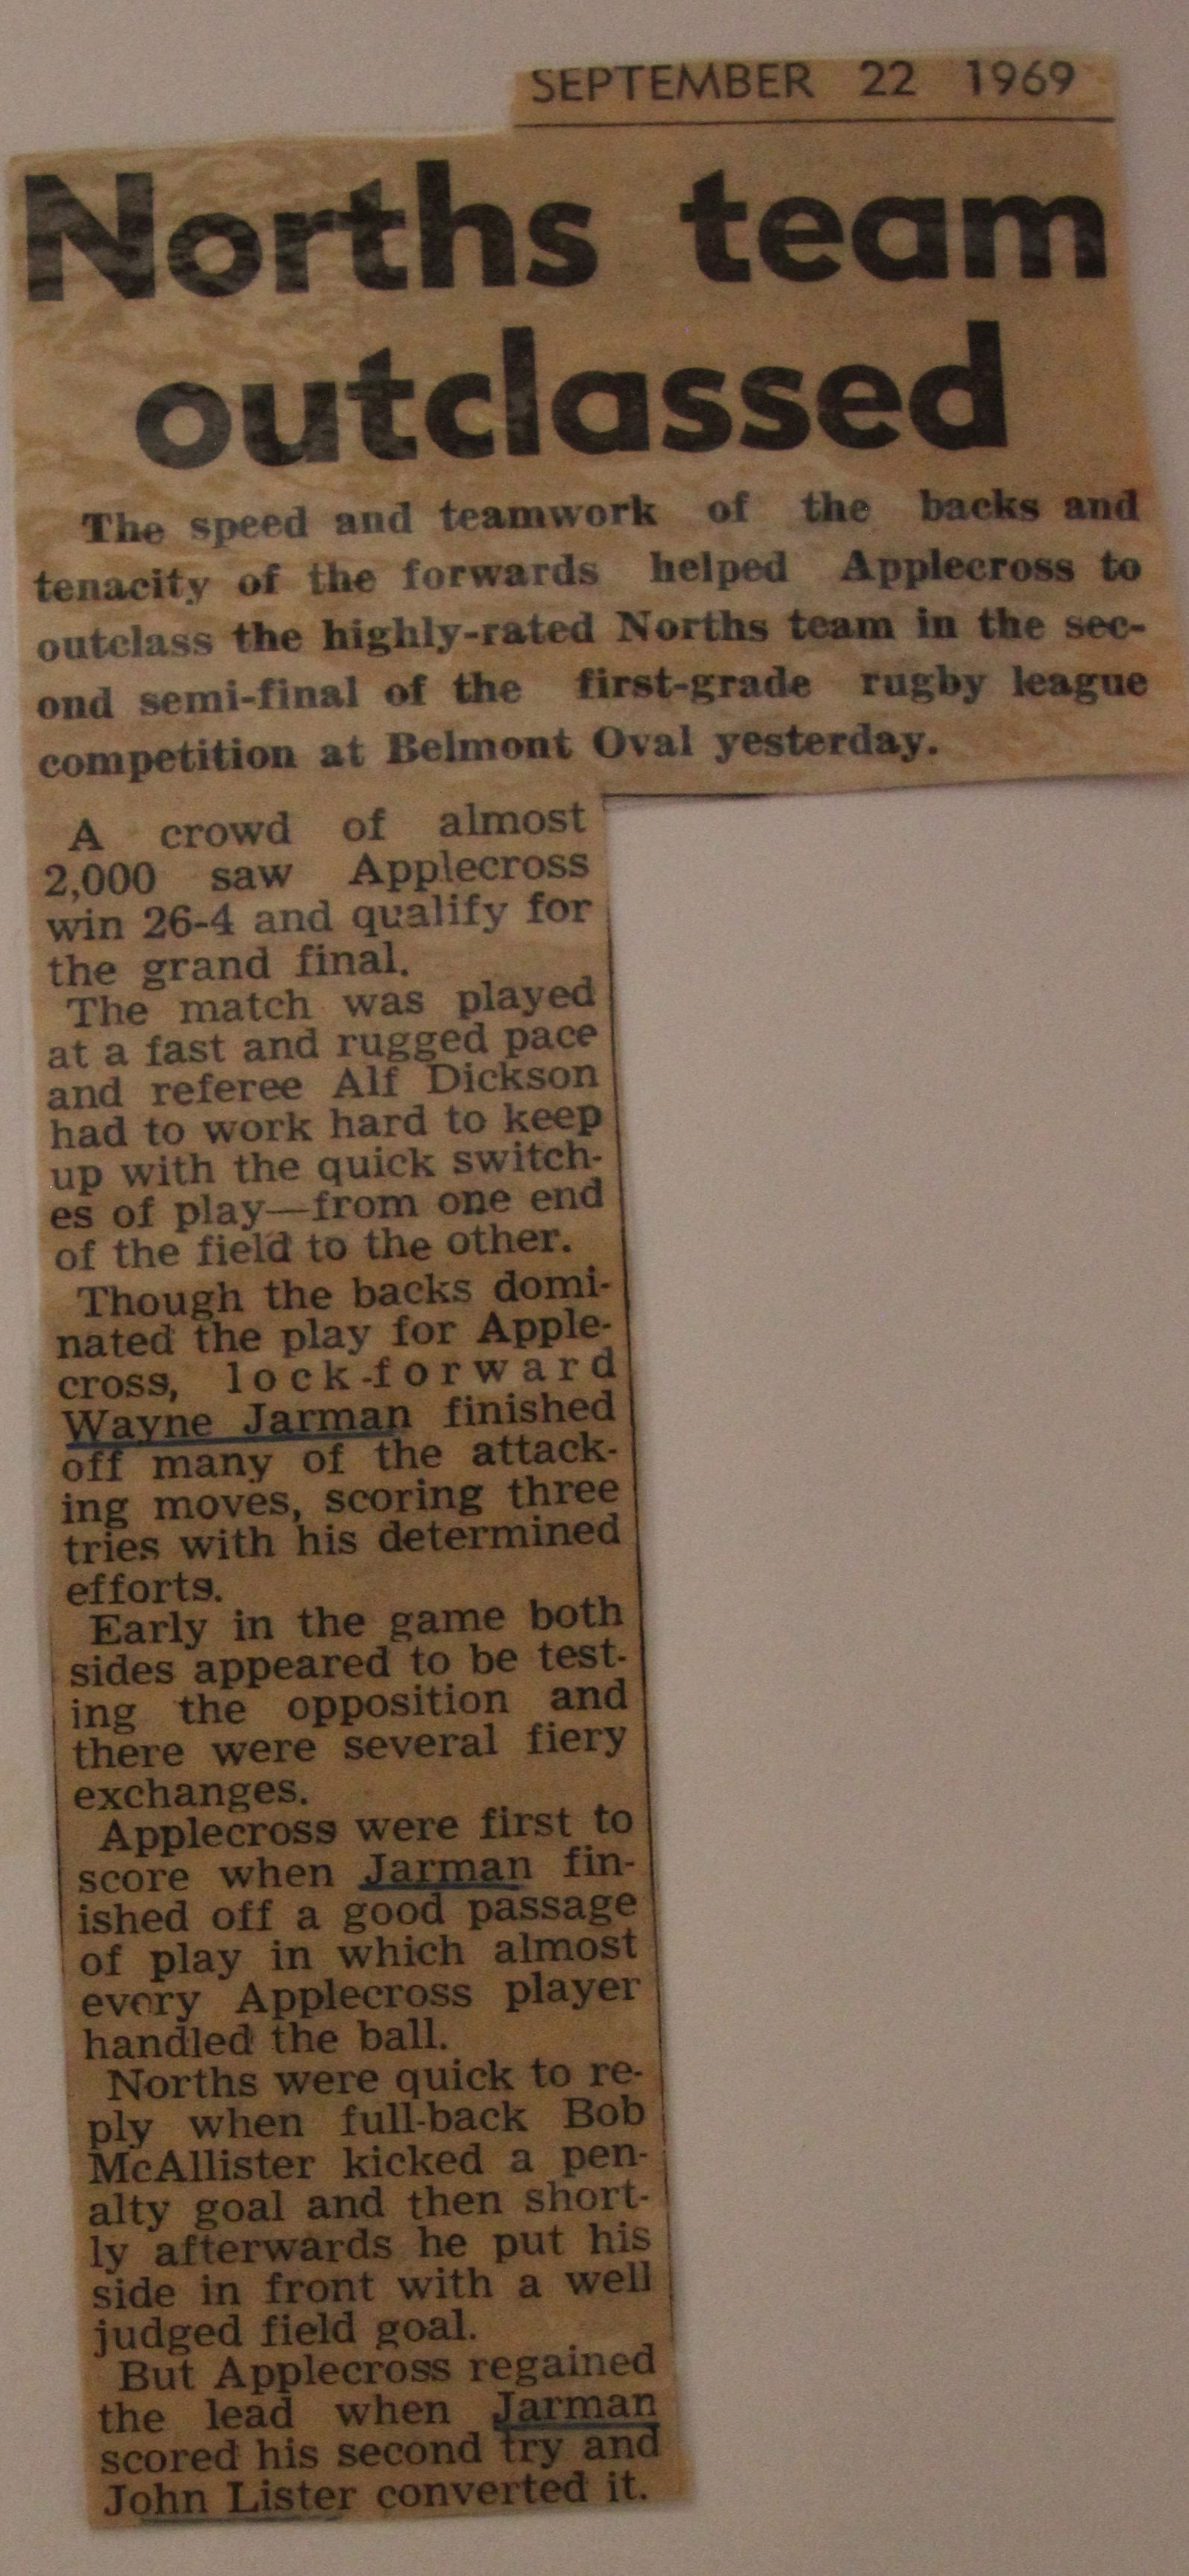 SEPTEMBER 22 1969
Norths team
outclassed
The speed and teamwork of the backs and
tenacity of the forwards helped Applecross to
outclass the highly-rated Norths team in the sec-
ond semi-final of the first-grade rugby league
competition at Belmont Oval yesterday.
A crowd of almost
2,000 saw Applecross
win 26-4 and qualify for
the grand final.
The match was played
at a fast and rugged pace
and referee Alf Dickson
had to work hard to keep
up with the quick switch-
es of play—from one end
of the field to the other.
Though the backs domi-
nated the play for Apple-
cross, lock-forward
Wayne Jarman finished
off many of the attack-
ing moves, scoring three
tries with his determined
efforts.
Early in the game both
sides appeared to be test-
ing the opposition and
there were several fiery
exchanges.
Applecross were first to
score when Jarman fin-
ished off a good passage
of play in which almost
every Applecross player
handled the ball.
Norths were quick to re-
ply when full-back Bob
McAllister kicked a pen-
alty goal and then short-
ly afterwards he put his
side in front with a well
judged field goal.
But Applecross regained
the lead when Jarman
scored his second try and
John Lister converted it.